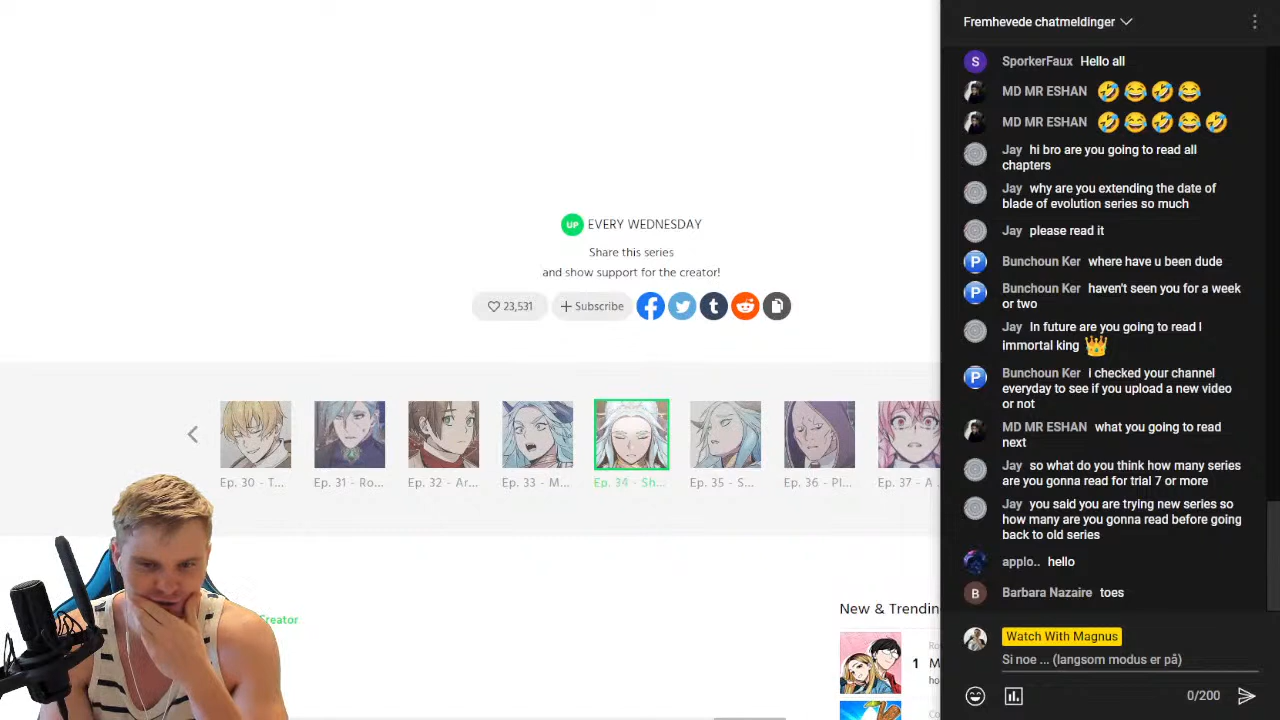 UP EVERY WEDNESDAY
Share this series
and show support for the creator!
23,531
+ Subscribe
Ep. 30 - T...
Ep. 31 - Ro...
Ep. 32 - Ar...
Ep. 33 - M...
Ep. 34 - Sh...
Ep. 35 - S...
Ep. 36 - Pl...
Ep. 37 - A
Creator
New & Trendin
Ro
1 M
ho
Co
Fremhevede chatmeldinger
S SporkerFaux Hello all
MD MR ESHAN 🤣😂🤣😂
MD MR ESHAN 🤣😂🤣😂🤣
Jay hi bro are you going to read all
chapters
Jay why are you extending the date of
blade of evolution series so much
Jay please read it
P Bunchoun Ker where have u been dude
P Bunchoun Ker haven't seen you for a week
or two
Jay In future are you going to read I
immortal king 👑
P Bunchoun Ker I checked your channel
everyday to see if you upload a new video
or not
MD MR ESHAN what you going to read
next
Jay so what do you think how many series
are you gonna read for trial 7 or more
Jay you said you are trying new series so
how many are you gonna read before going
back to old series
applo.. hello
B Barbara Nazaire toes
Watch With Magnus
Si noe ... (langsom modus er på)
0/200